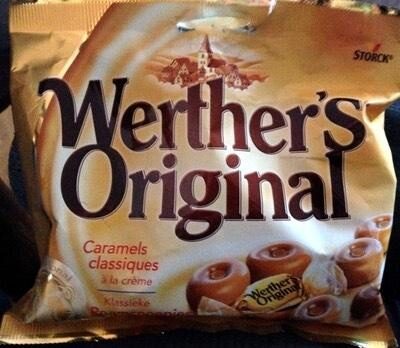 STORCK
Werther's
Original
Caramels
classiques
à la crème
Klassieke
Werther's
Original